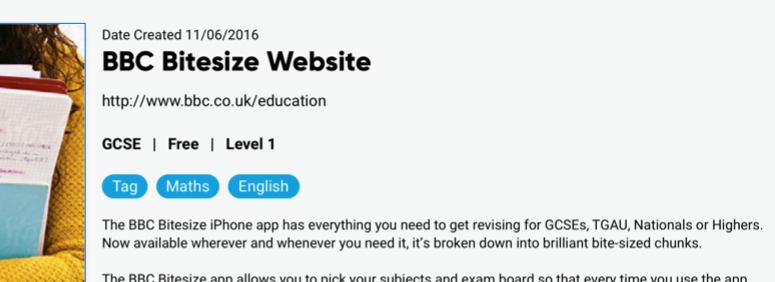 Date Created 11/06/2016
BBC Bitesize Website
http://www.bbc.co.uk/education
GCSE | Free | Level 1
Tag Maths English
The BBC Bitesize iPhone app has everything you need to get revising for GCSEs, TGAU, Nationals or Highers.
Now available wherever and whenever you need it, it's broken down into brilliant bite-sized chunks.
The BBC Bitesize app allows you to pick your subjects and exam board so that every time you use the app,